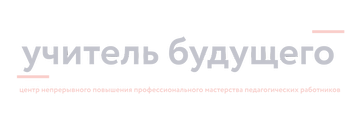 учитель будущего
центр непрерывного повышения профессионального мастерства педагогических работников